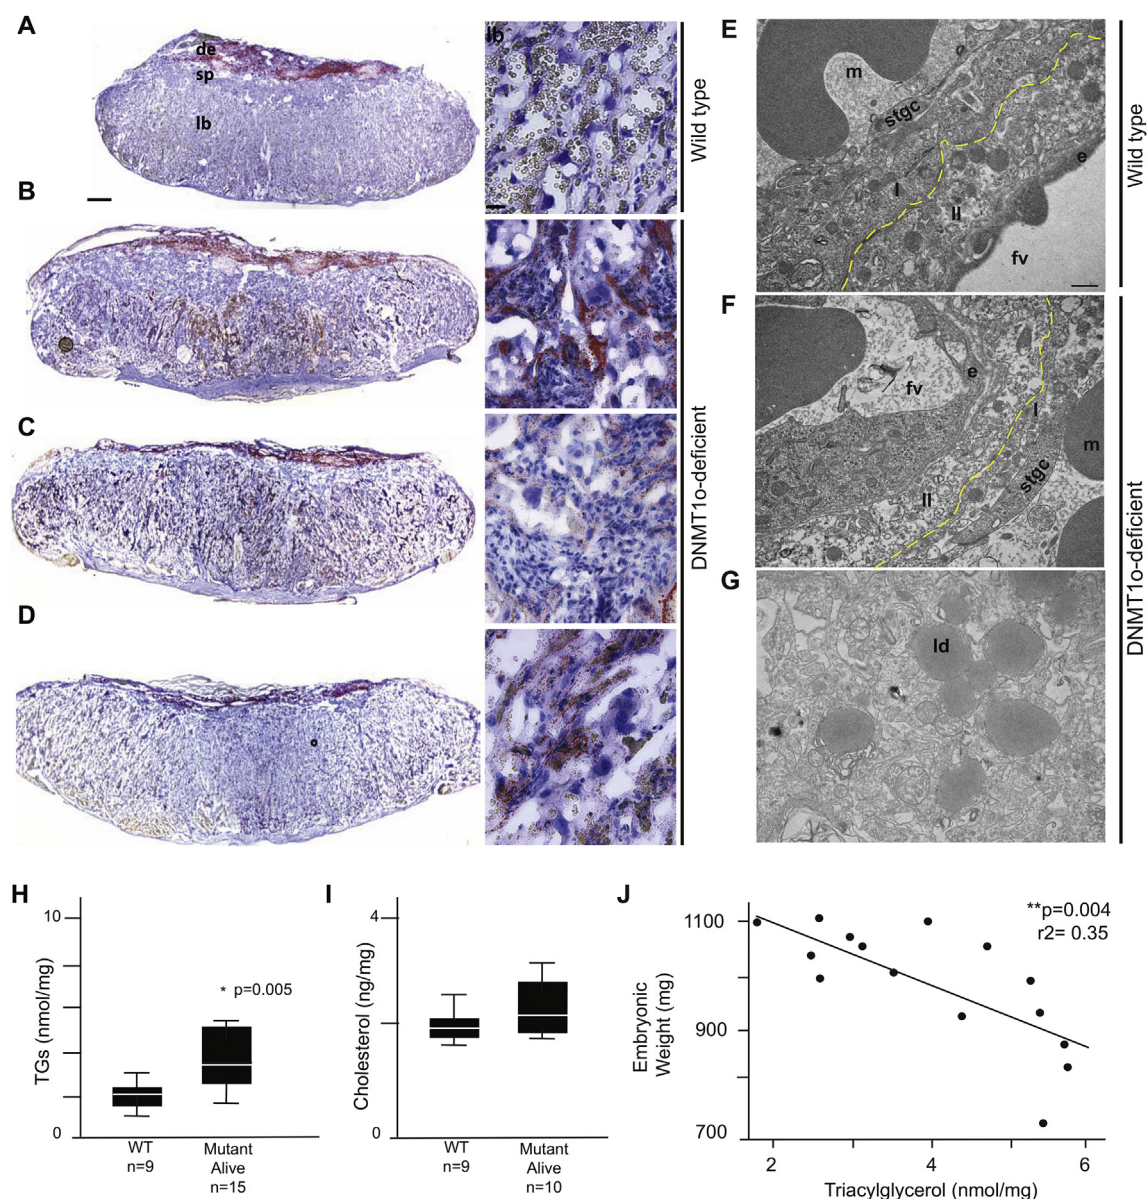 A
de
sp
lb
lb
Wild type
B
C
D
DNMT1o-deficient
E
m
stgc
I
II
e
fv
Wild type
F
fv
e
I
m
stgc
II
G
ld
DNMT1o-deficient
H
10
TGs (nmol/mg)
* p=0.005
0
WT
n=9
Mutant
Alive
n=15
I
4
Cholesterol (ng/mg)
0
WT
n=9
Mutant
Alive
n=10
J
**p=0.004
r2= 0.35
1100
900
700
Embryonic
Weight (mg)
2
4
6
Triacylglycerol (nmol/mg)